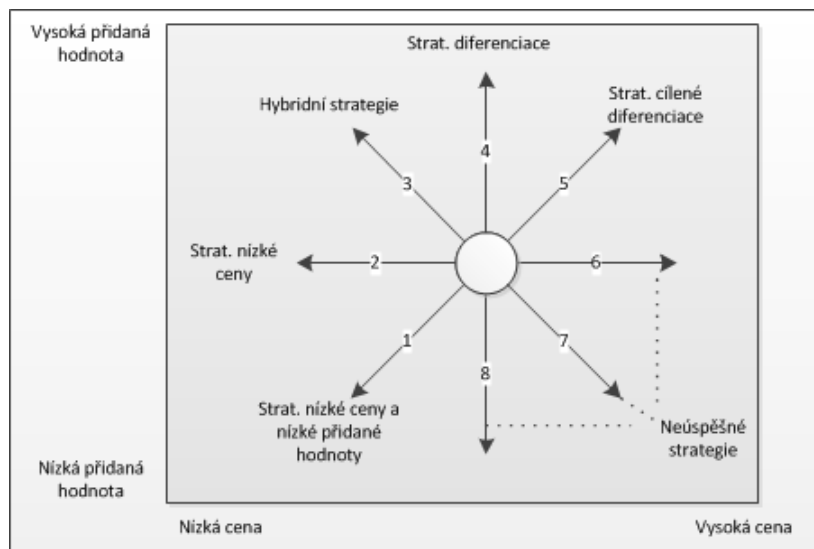 Vysoká přidaná
hodnota
Strat. diferenciace
Hybridní strategie
Strat. cílené
diferenciace
4
3
5
Strat. nízké
ceny
2
6
1
7
8
Strat. nízké ceny a
nízké přidané
hodnoty
Neúspěšné
strategie
Nízká přidaná
hodnota
Nízká cena
Vysoká cena